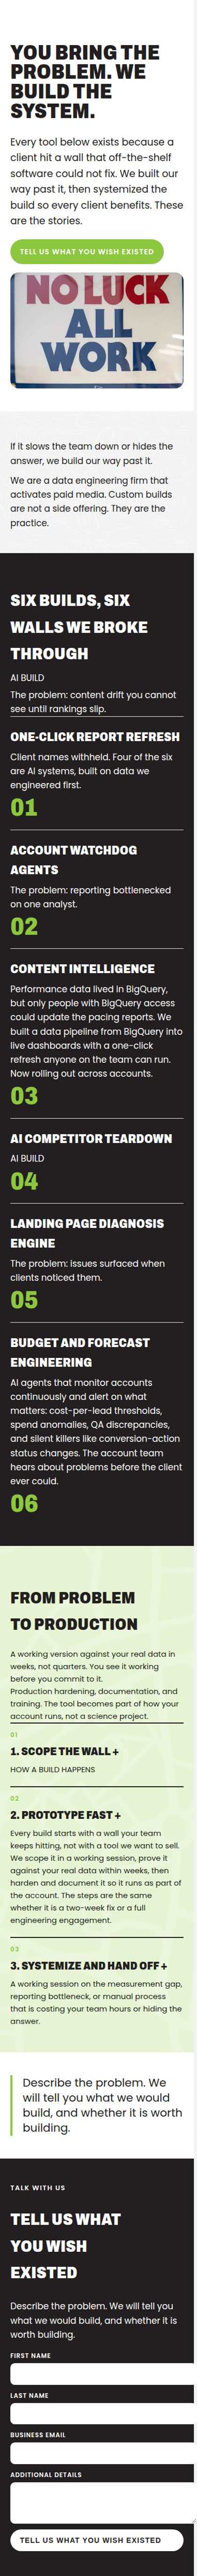 YOU BRING THE
PROBLEM. WE
BUILD THE
SYSTEM.
Every tool below exists because a
client hit a wall that off-the-shelf
software could not fix. We built our
way past it, then systemized the
build so every client benefits. These
are the stories.
TELL US WHAT YOU WISH EXISTED
NO LUCK
ALL
WORK
If it slows the team down or hides the
answer, we build our way past it.
We are a data engineering firm that
activates paid media. Custom builds
are not a side offering. They are the
practice.
SIX BUILDS, SIX
WALLS WE BROKE
THROUGH
AI BUILD
The problem: content drift you cannot
see until rankings slip.
ONE-CLICK REPORT REFRESH
Client names withheld. Four of the six
are AI systems, built on data we
engineered first.
01
ACCOUNT WATCHDOG
AGENTS
The problem: reporting bottlenecked
on one analyst.
02
CONTENT INTELLIGENCE
Performance data lived in BigQuery,
but only people with BigQuery access
could update the pacing reports. We
built a data pipeline from BigQuery into
live dashboards with a one-click
refresh anyone on the team can run.
Now rolling out across accounts.
03
AI COMPETITOR TEARDOWN
AI BUILD
04
LANDING PAGE DIAGNOSIS
ENGINE
The problem: issues surfaced when
clients noticed them.
05
BUDGET AND FORECAST
ENGINEERING
AI agents that monitor accounts
continuously and alert on what
matters: cost-per-lead thresholds,
spend anomalies, QA discrepancies,
and silent killers like conversion-action
status changes. The account team
hears about problems before the client
ever could.
06
FROM PROBLEM
TO PRODUCTION
A working version against your real data in
weeks, not quarters. You see it working
before you commit to it.
Production hardening, documentation, and
training. The tool becomes part of how your
account runs, not a science project.
01
1. SCOPE THE WALL +
HOW A BUILD HAPPENS
02
2. PROTOTYPE FAST +
Every build starts with a wall your team
keeps hitting, not with a tool we want to sell.
We scope it in a working session, prove it
against your real data within weeks, then
harden and document it so it runs as part of
the account. The steps are the same
whether it is a two-week fix or a full
engineering engagement.
03
3. SYSTEMIZE AND HAND OFF +
A working session on the measurement gap,
reporting bottleneck, or manual process
that is costing your team hours or hiding the
answer.
Describe the problem. We
will tell you what we would
build, and whether it is worth
building.
TALK WITH US
TELL US WHAT
YOU WISH
EXISTED
Describe the problem. We will tell you
what we would build, and whether it is
worth building.
FIRST NAME
LAST NAME
BUSINESS EMAIL
ADDITIONAL DETAILS
TELL US WHAT YOU WISH EXISTED